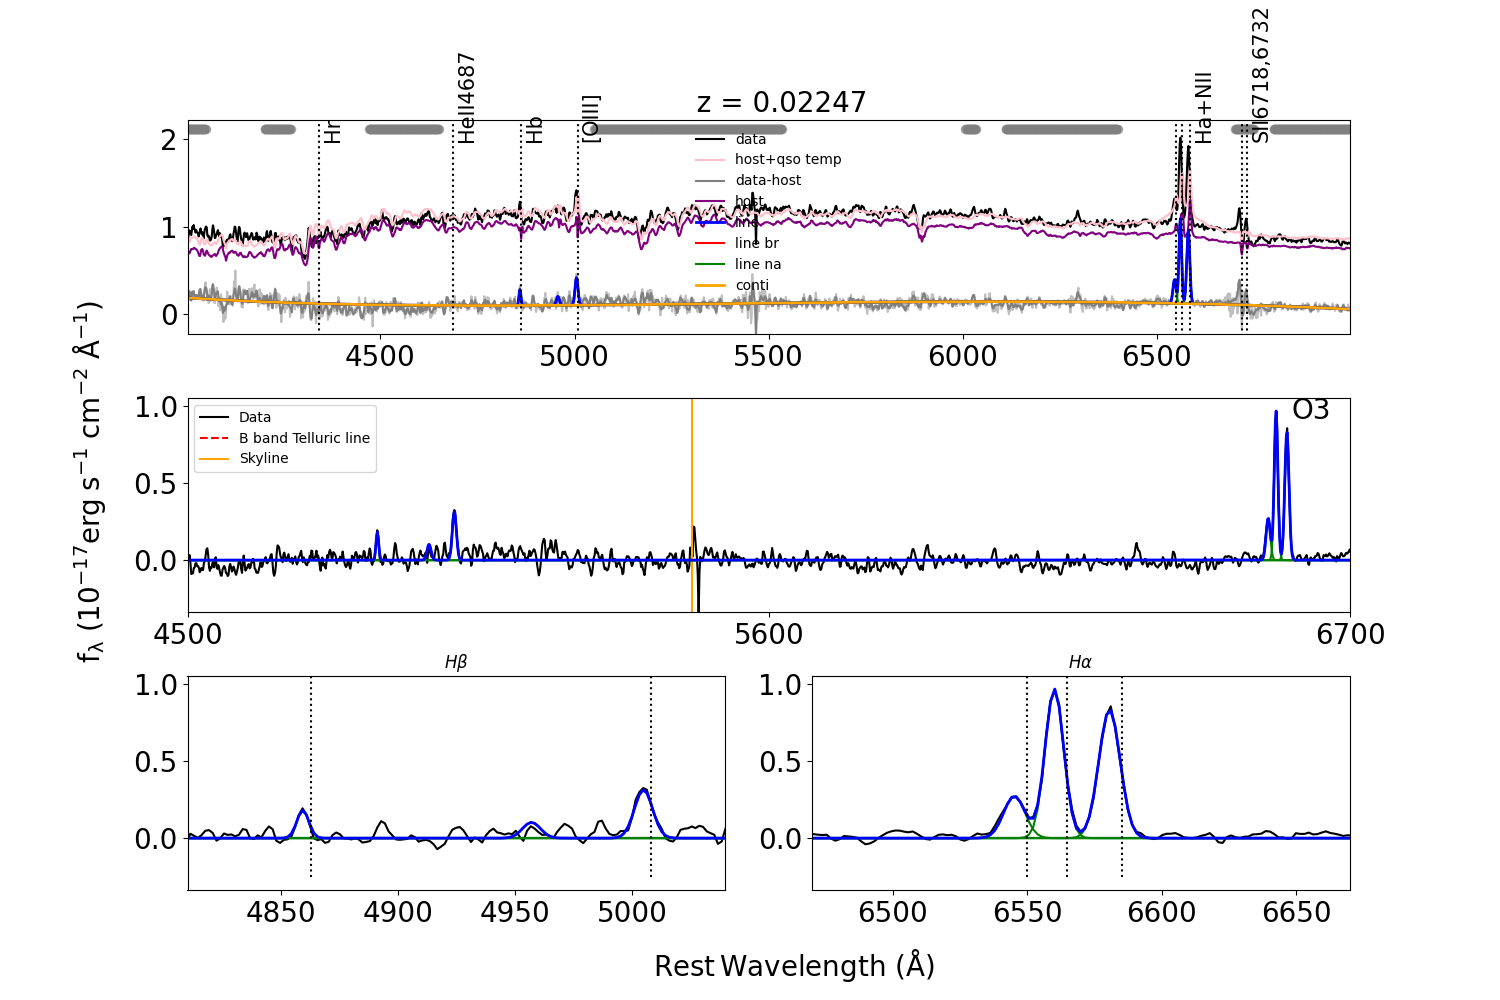 z = 0.02247
Hr
HeII4687
Hb
[OIII]
Ha+NII
SII6718,6732
data
host+qso temp
data-host
host
line
line br
line na
conti
2
1
0
4500
5000
5500
6000
6500
fλ (10−17erg s−1 cm−2 Å−1)
Data
B band Telluric line
Skyline
O3
1.0
0.5
0.0
4500
5600
6700
Hβ
1.0
0.5
0.0
4850
4900
4950
5000
Hα
1.0
0.5
0.0
6500
6550
6600
6650
Rest Wavelength (Å)